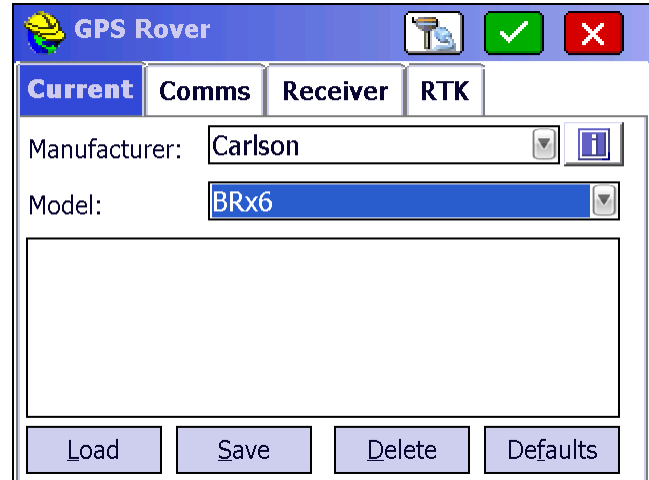 GPS Rover
Current Comms Receiver RTK
Manufacturer: Carlson
Model: BRx6
Load Save Delete Defaults